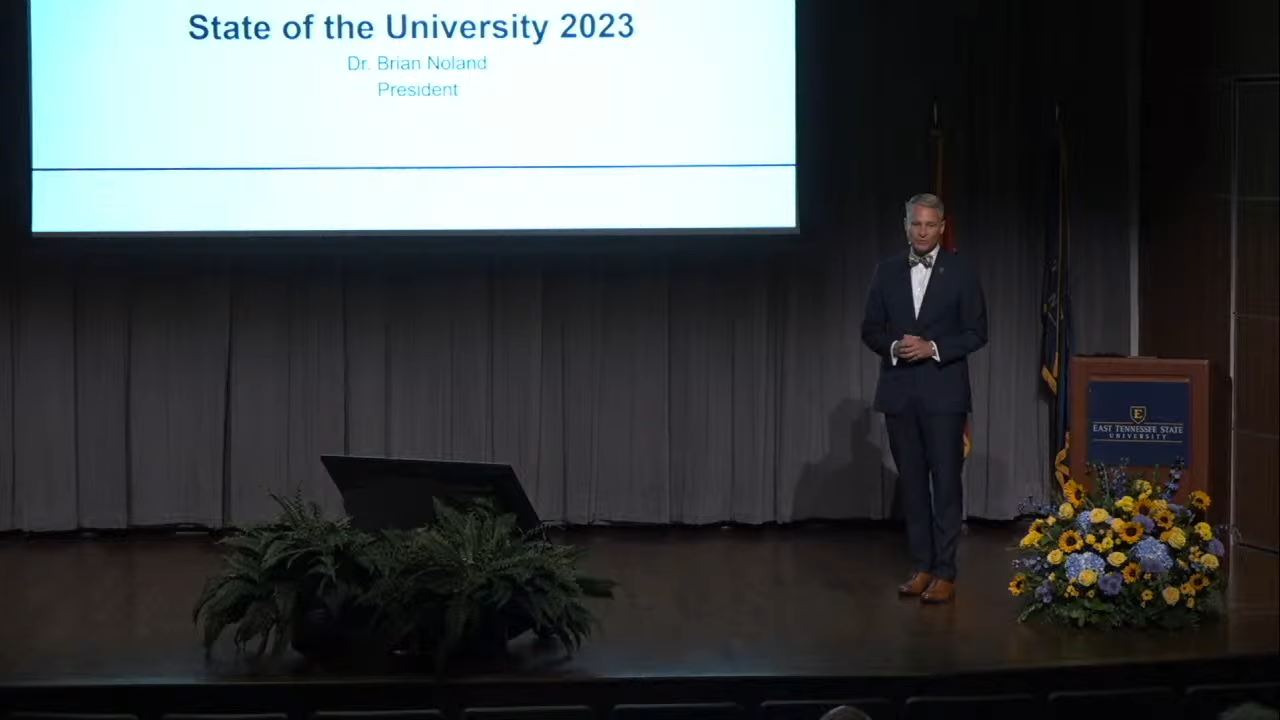 State of the University 2023
Dr. Brian Noland
President
E
EAST TENNESSEE STATE
UNIVERSITY